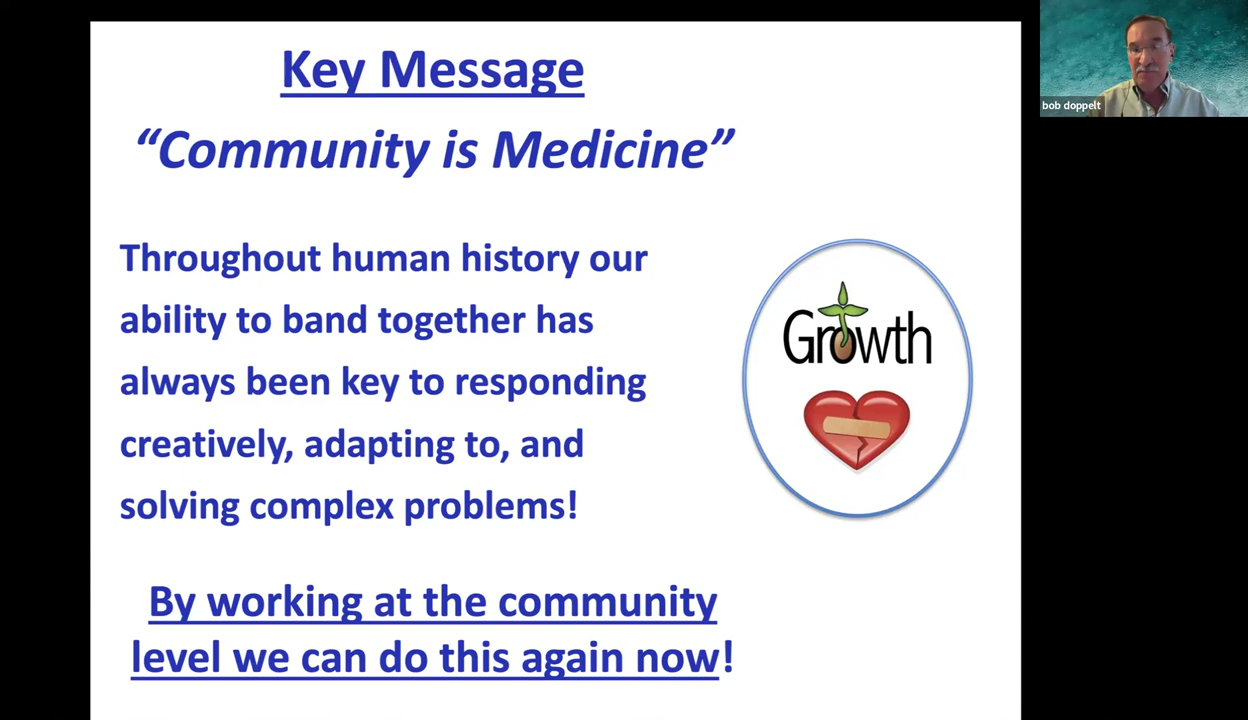 Key Message
“Community is Medicine”
Throughout human history our
ability to band together has
always been key to responding
creatively, adapting to, and
solving complex problems!
By working at the community
level we can do this again now!
Growth
bob doppelt